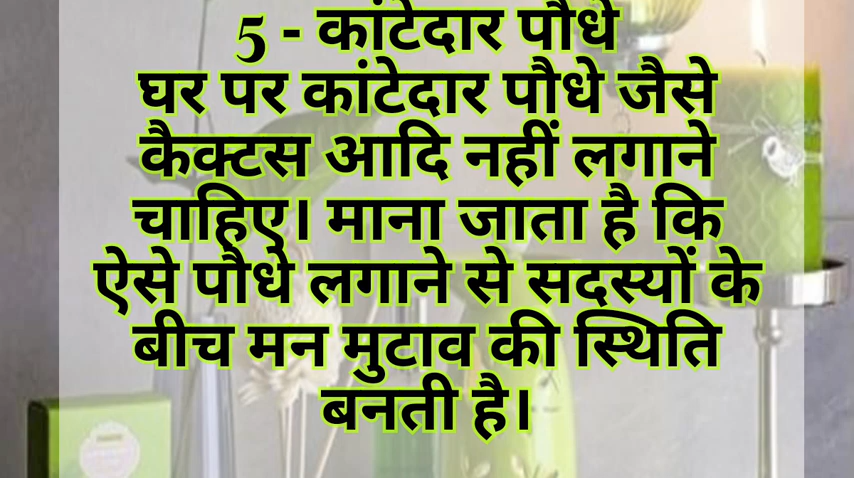 5 - कांटेदार पौधे
घर पर कांटेदार पौधे जैसे
कैक्टस आदि नहीं लगाने
चाहिए। माना जाता है कि
ऐसे पौधे लगाने से सदस्यों के
बीच मन मुटाव की स्थिति
बनती है।